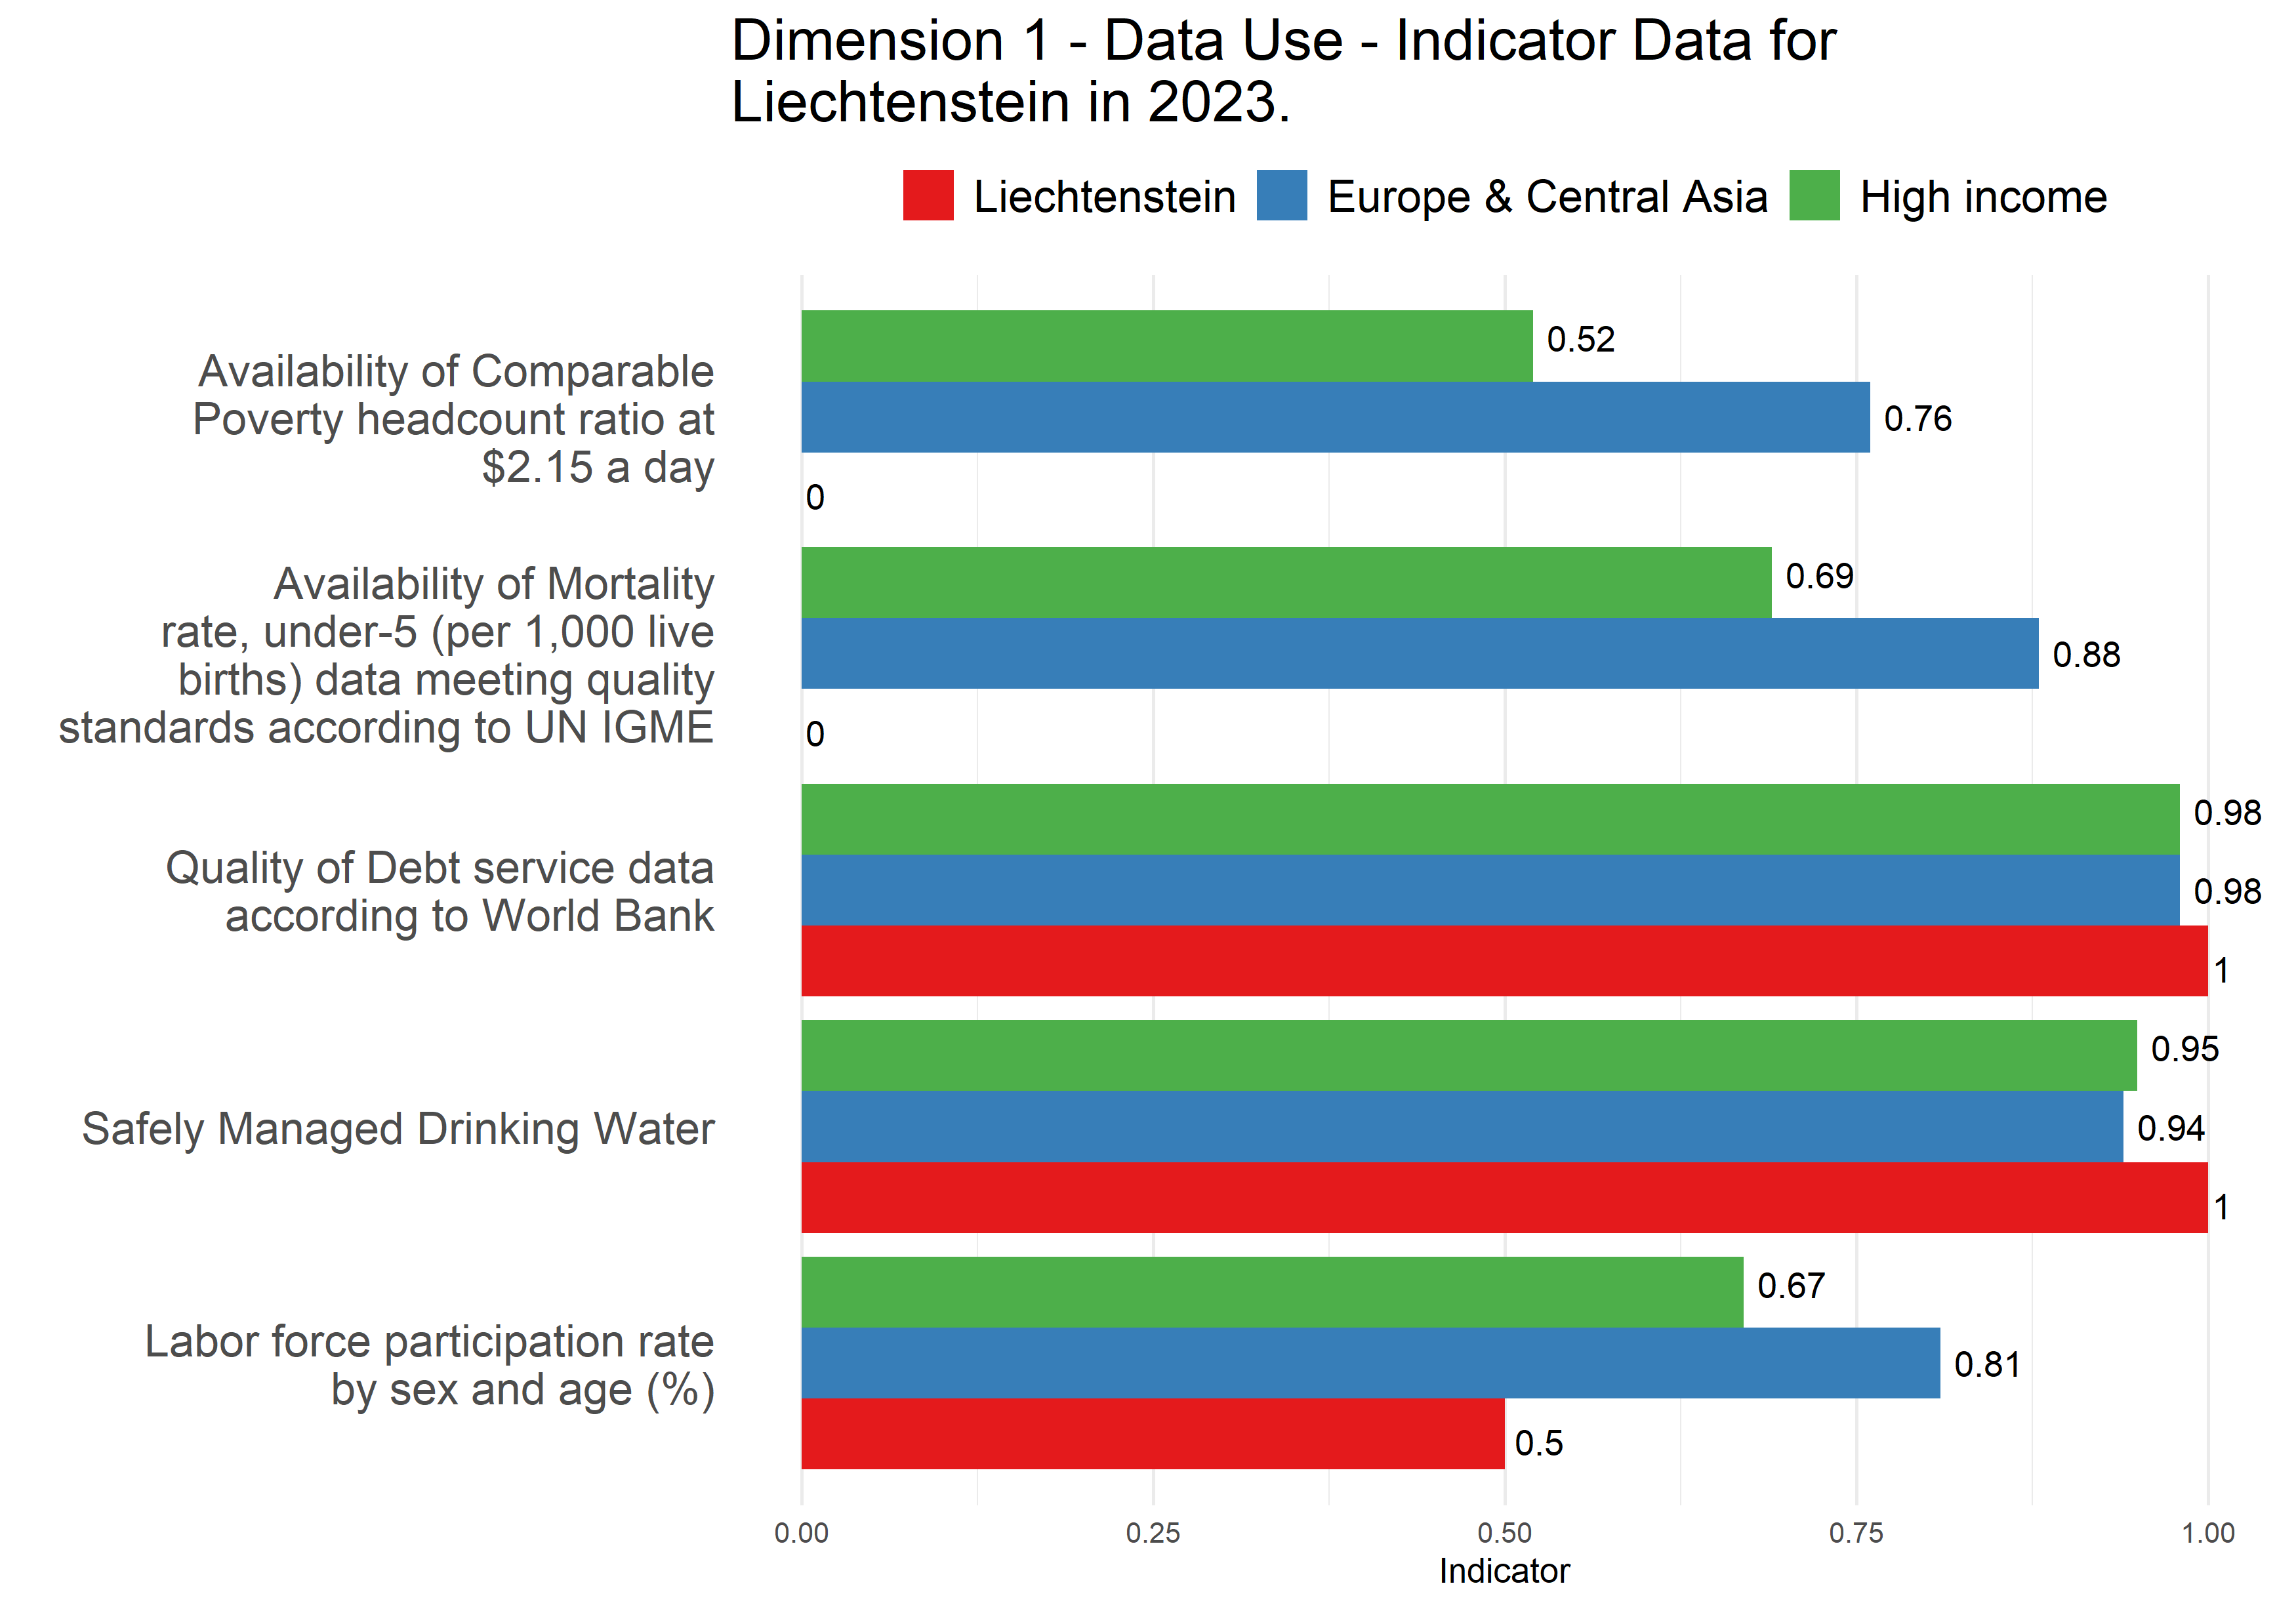 Dimension 1 - Data Use - Indicator Data for
Liechtenstein in 2023.
Liechtenstein Europe & Central Asia High income
Availability of Comparable
Poverty headcount ratio at
$2.15 a day
0.52
0.76
0
Availability of Mortality
rate, under-5 (per 1,000 live
births) data meeting quality
standards according to UN IGME
0.69
0.88
0
Quality of Debt service data
according to World Bank
0.98
0.98
1
Safely Managed Drinking Water
0.95
0.94
1
Labor force participation rate
by sex and age (%)
0.67
0.81
0.5
0.00 0.25 0.50 0.75 1.00
Indicator